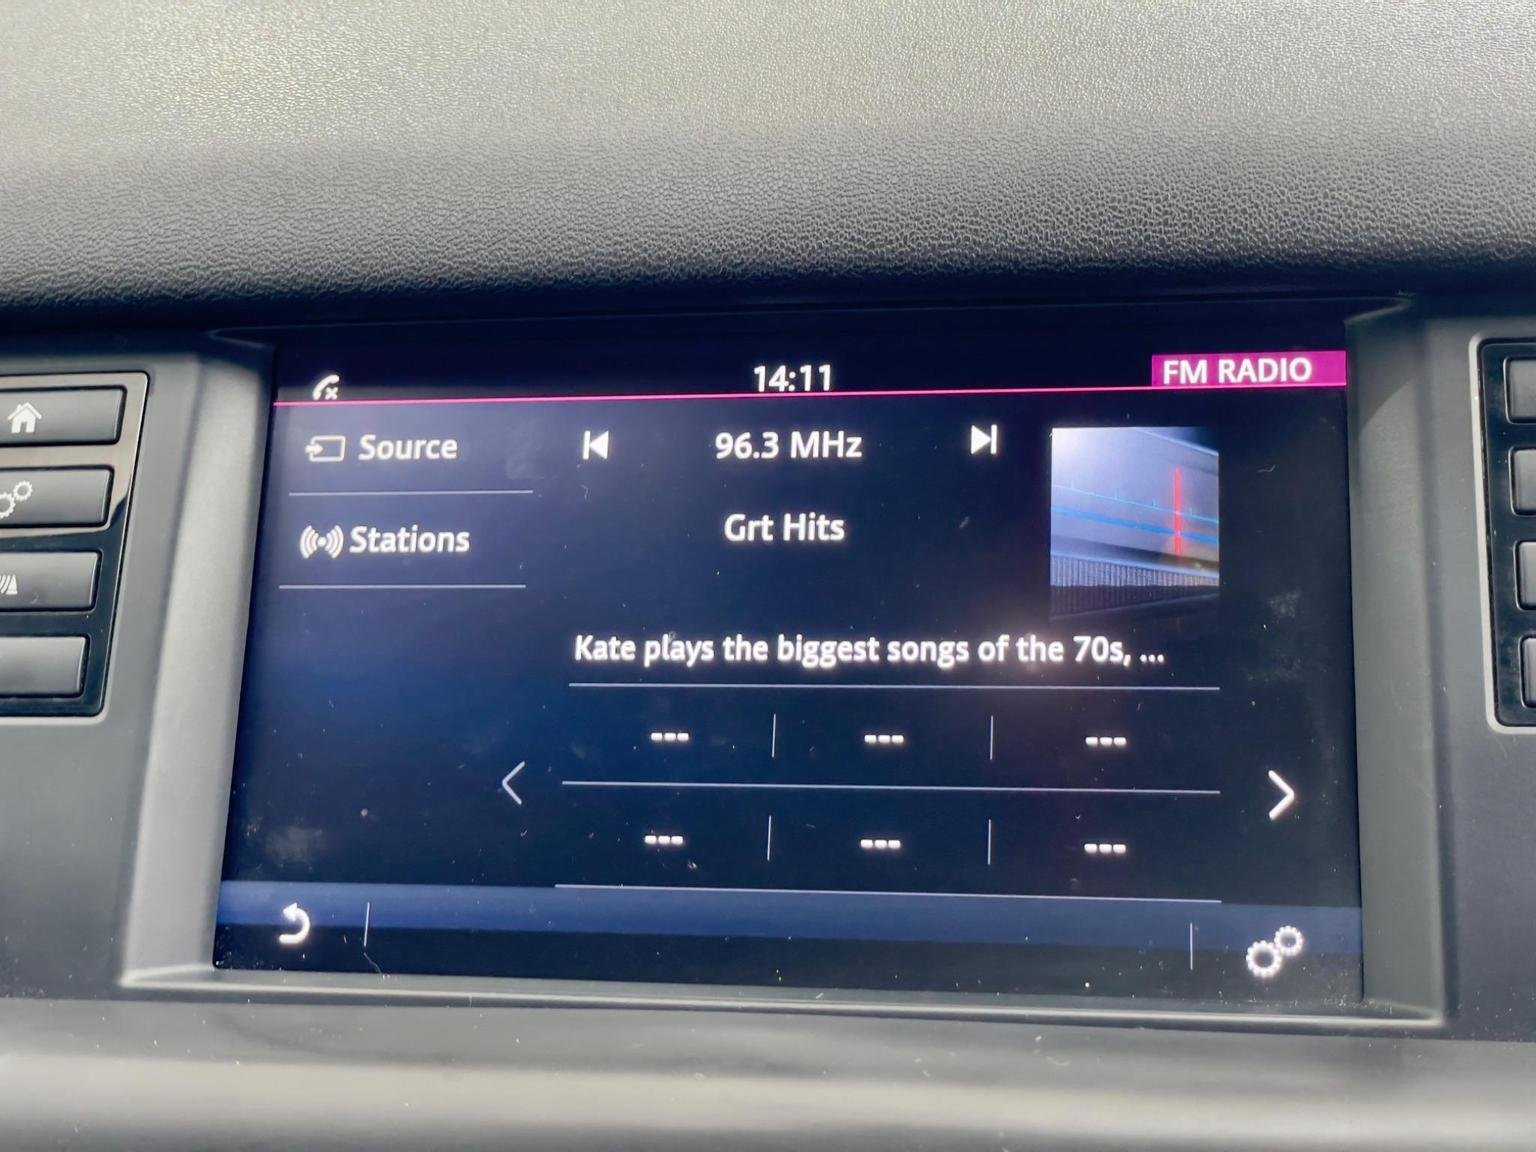 14:11
FM RADIO
Source
96.3 MHz
Stations
Grt Hits
Kate plays the biggest songs of the 70s, ...
--- --- ---
--- --- ---